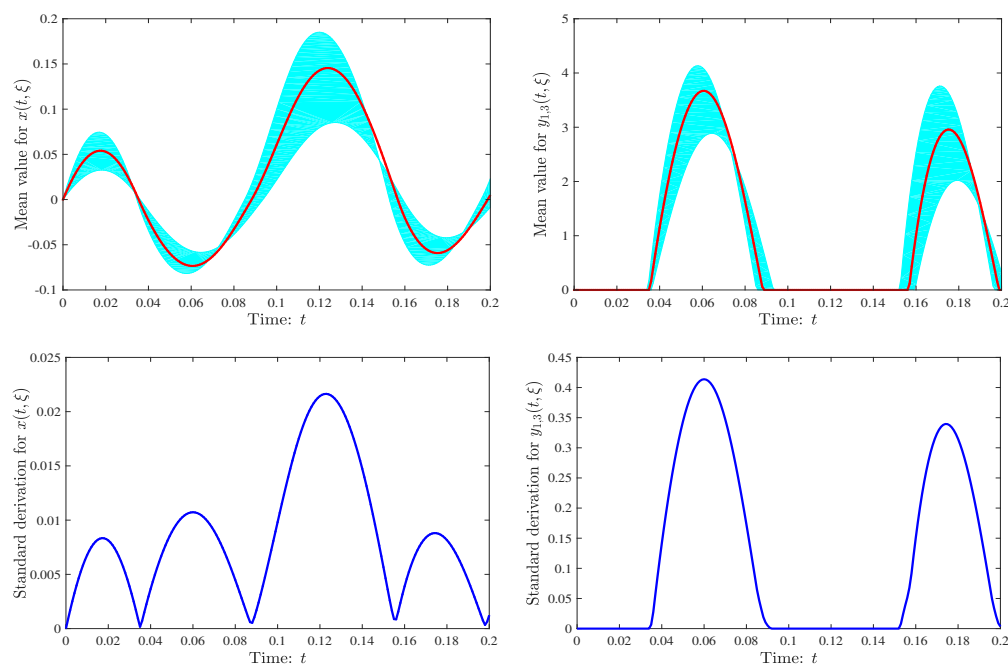 0.2
0.15
0.1
0.05
0
-0.05
-0.1
Mean value for x(t, ξ)
0 0.02 0.04 0.06 0.08 0.1 0.12 0.14 0.16 0.18 0.2
Time: t
5
4
3
2
1
0
Mean value for y1,3(t, ξ)
0 0.02 0.04 0.06 0.08 0.1 0.12 0.14 0.16 0.18 0.2
Time: t
0.025
0.02
0.015
0.01
0.005
0
Standard derivation for x(t, ξ)
0 0.02 0.04 0.06 0.08 0.1 0.12 0.14 0.16 0.18 0.2
Time: t
0.45
0.4
0.35
0.3
0.25
0.2
0.15
0.1
0.05
0
Standard derivation for y1,3(t, ξ)
0 0.02 0.04 0.06 0.08 0.1 0.12 0.14 0.16 0.18 0.2
Time: t